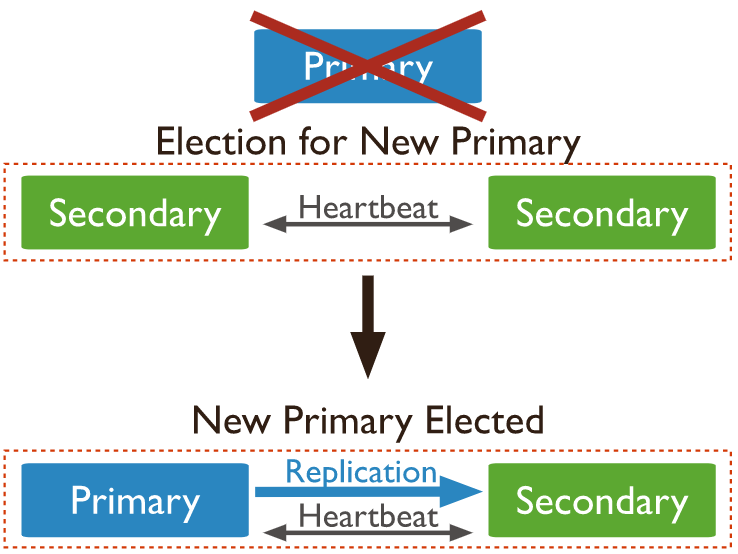 Primary
Election for New Primary
Secondary
Heartbeat
Secondary
New Primary Elected
Primary
Replication
Heartbeat
Secondary